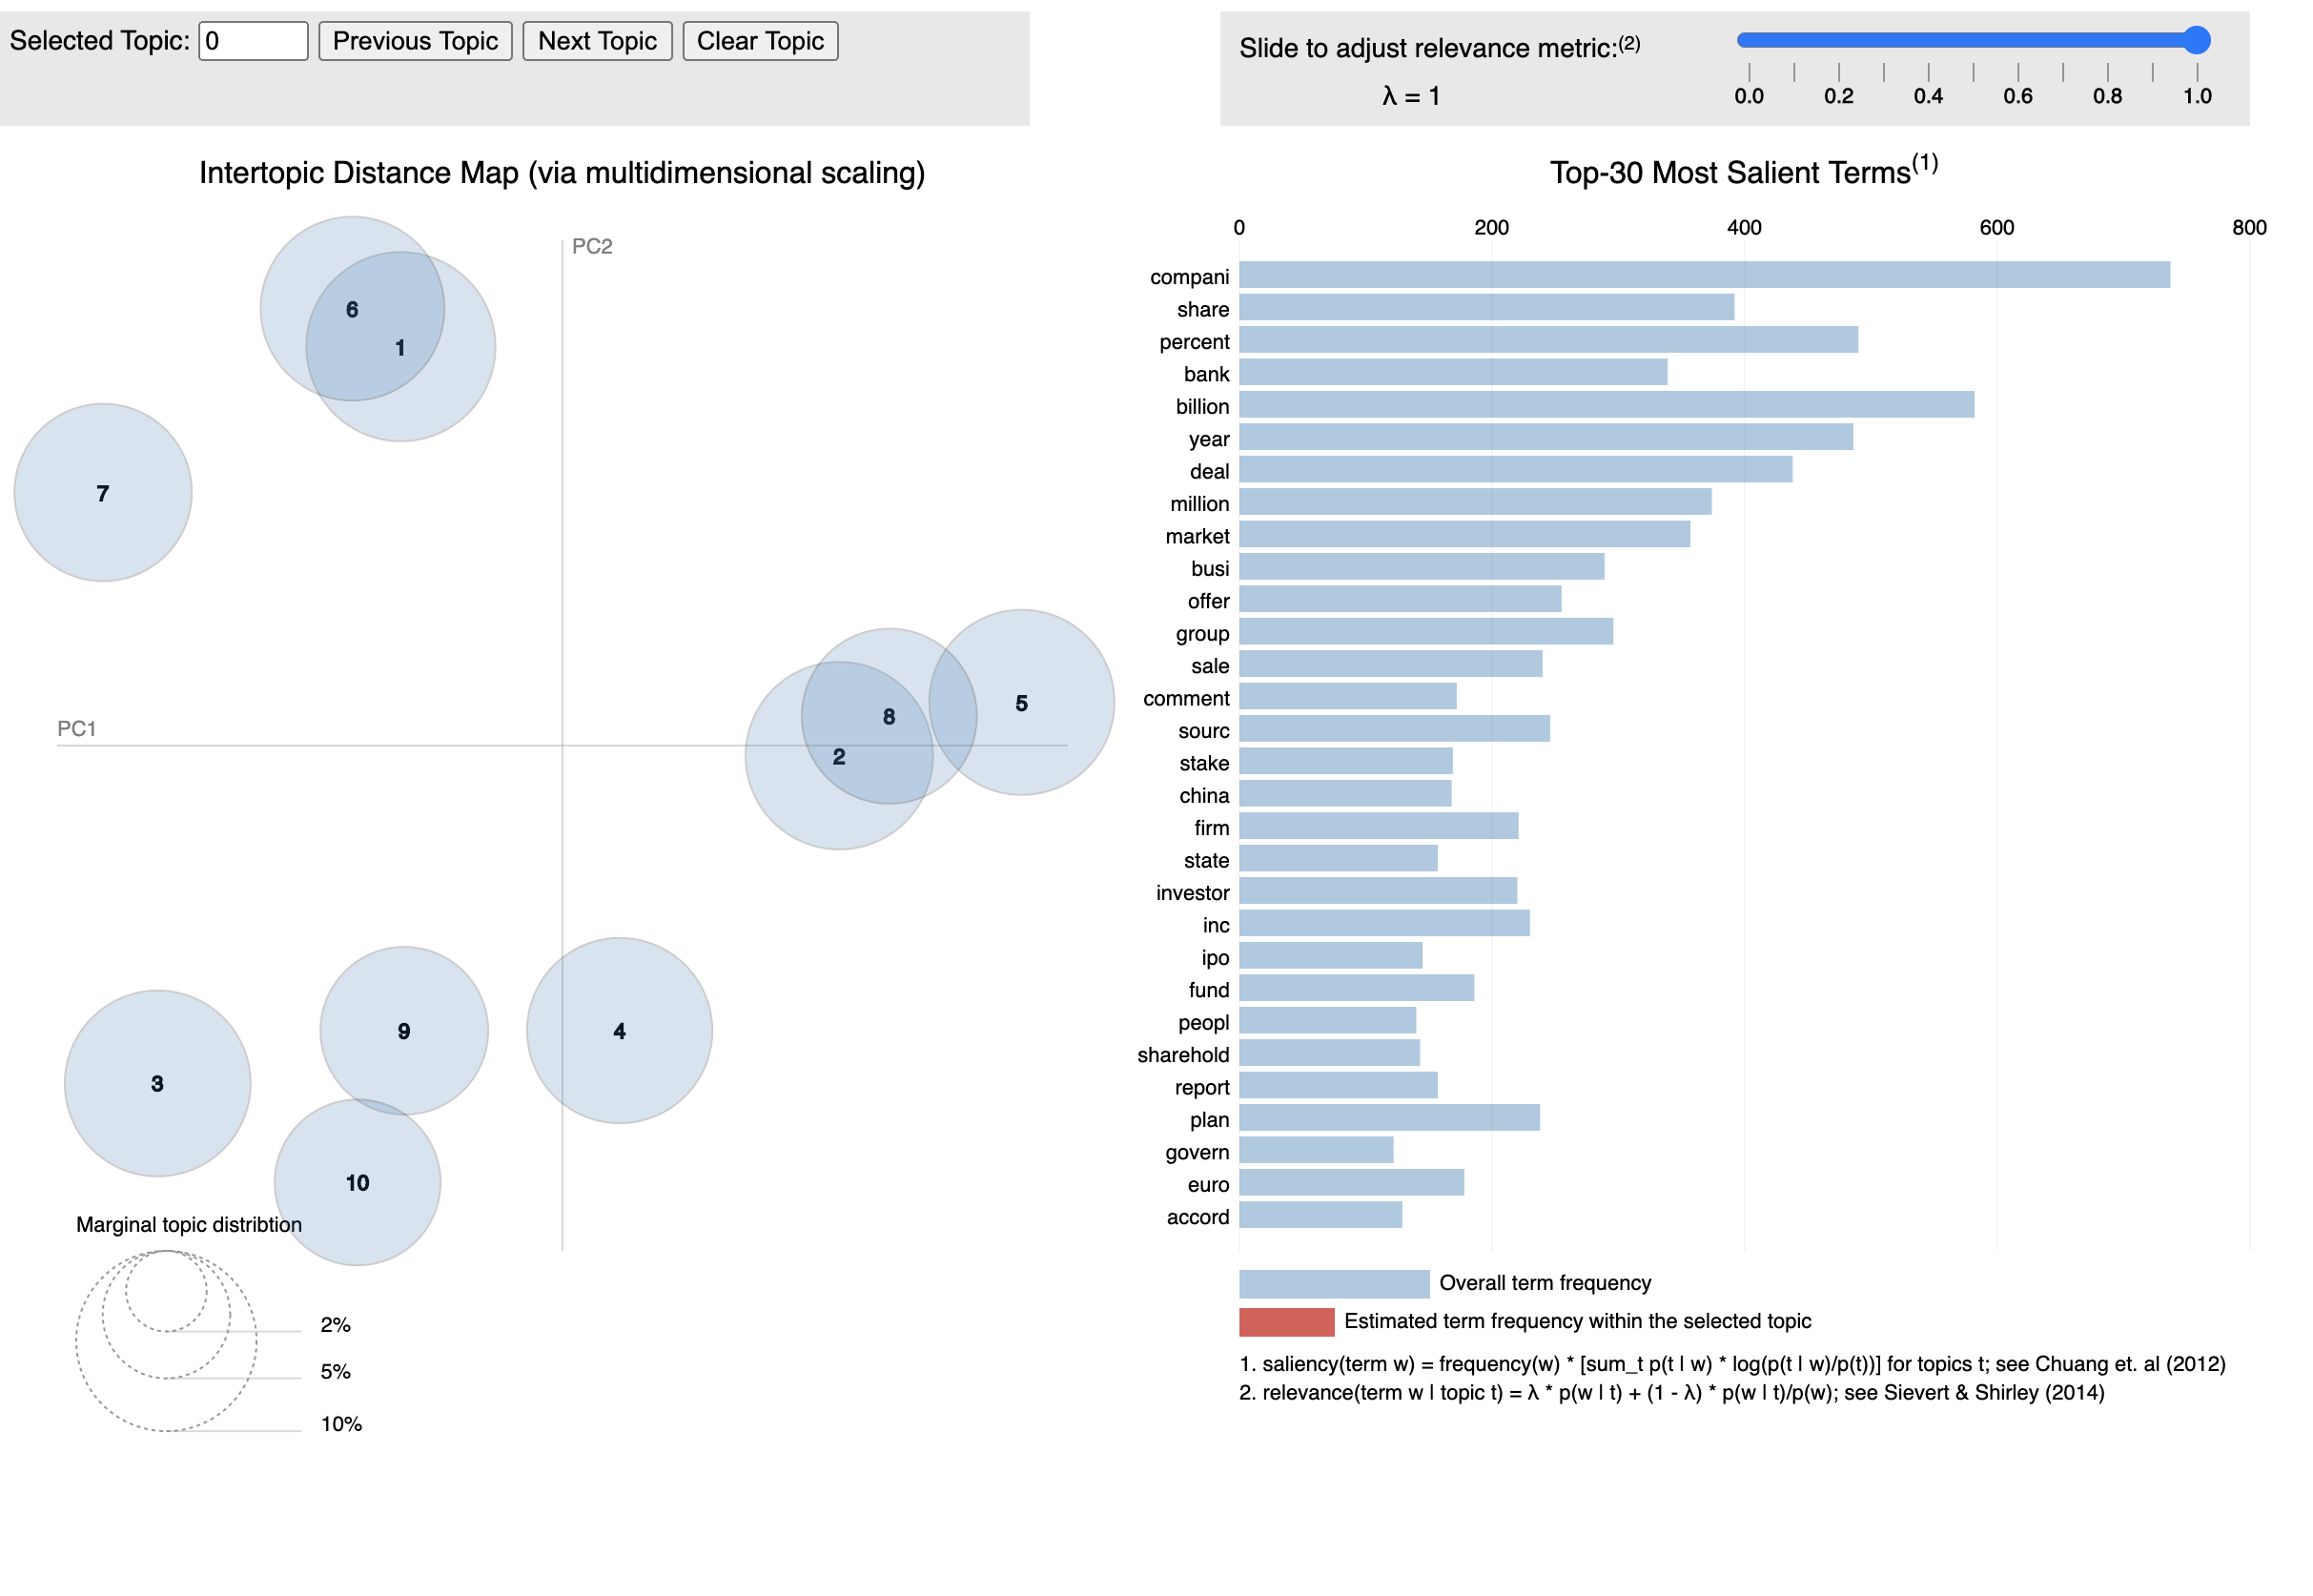 Selected Topic: 0 Previous Topic Next Topic Clear Topic
Slide to adjust relevance metric:(2)
λ = 1
0.0 0.2 0.4 0.6 0.8 1.0
Intertopic Distance Map (via multidimensional scaling)
PC2
PC1
6
1
7
5
8
2
9
4
3
10
Marginal topic distribtion
2%
5%
10%
Top-30 Most Salient Terms(1)
0 200 400 600 800
compani
share
percent
bank
billion
year
deal
million
market
busi
offer
group
sale
comment
sourc
stake
china
firm
state
investor
inc
ipo
fund
peopl
sharehold
report
plan
govern
euro
accord
Overall term frequency
Estimated term frequency within the selected topic
1. saliency(term w) = frequency(w) * [sum_t p(t | w) * log(p(t | w)/p(t))] for topics t; see Chuang et. al (2012)
2. relevance(term w | topic t) = λ * p(w | t) + (1 - λ) * p(w | t)/p(w); see Sievert & Shirley (2014)